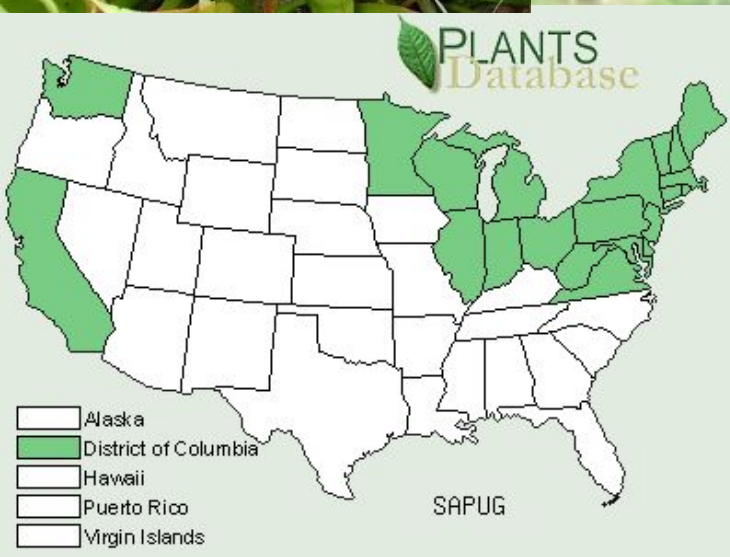 PLANTS
Database
Alaska
District of Columbia
Hawaii
Puerto Rico
Virgin Islands
SAPUG